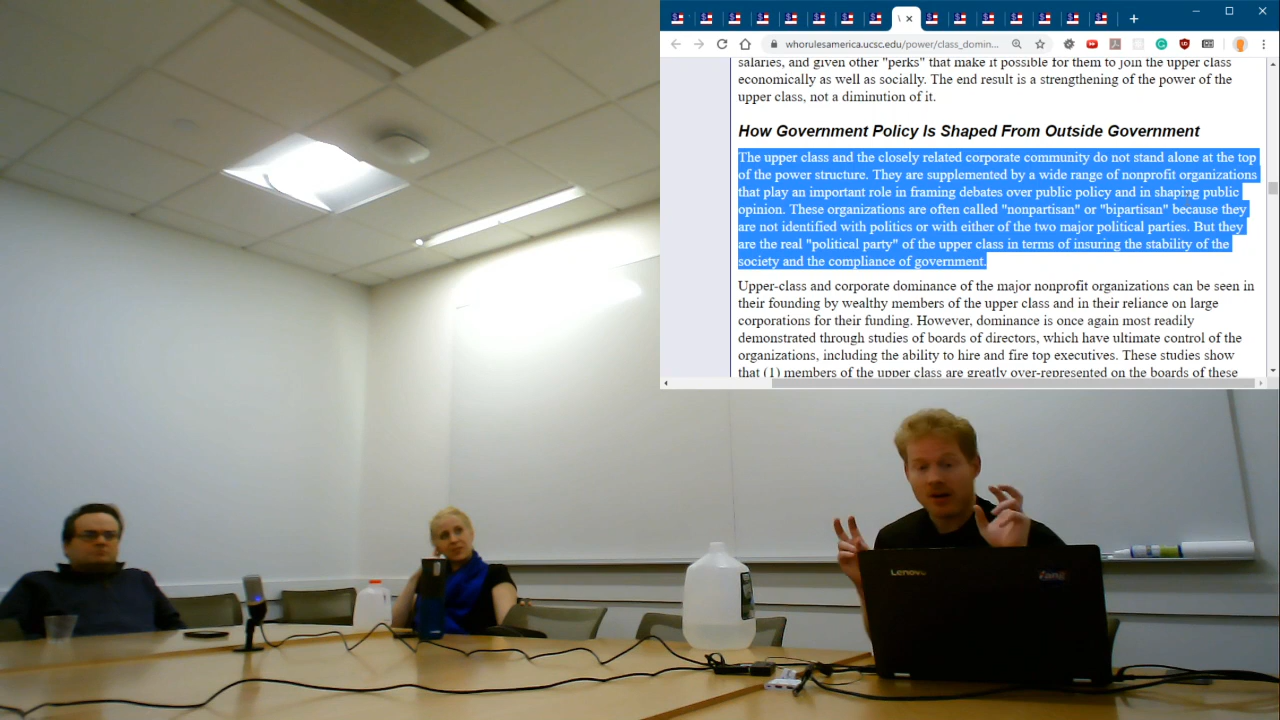 whorulesamerica.ucsc.edu/power/class_domin...
salaries, and given other "perks" that make it possible for them to join the upper class
economically as well as socially. The end result is a strengthening of the power of the
upper class, not a diminution of it.
How Government Policy Is Shaped From Outside Government
The upper class and the closely related corporate community do not stand alone at the top
of the power structure. They are supplemented by a wide range of nonprofit organizations
that play an important role in framing debates over public policy and in shaping public
opinion. These organizations are often called "nonpartisan" or "bipartisan" because they
are not identified with politics or with either of the two major political parties. But they
are the real "political party" of the upper class in terms of insuring the stability of the
society and the compliance of government.
Upper-class and corporate dominance of the major nonprofit organizations can be seen in
their founding by wealthy members of the upper class and in their reliance on large
corporations for their funding. However, dominance is once again most readily
demonstrated through studies of boards of directors, which have ultimate control of the
organizations, including the ability to hire and fire top executives. These studies show
that (1) members of the upper class are greatly over-represented on the boards of these
Lenovo